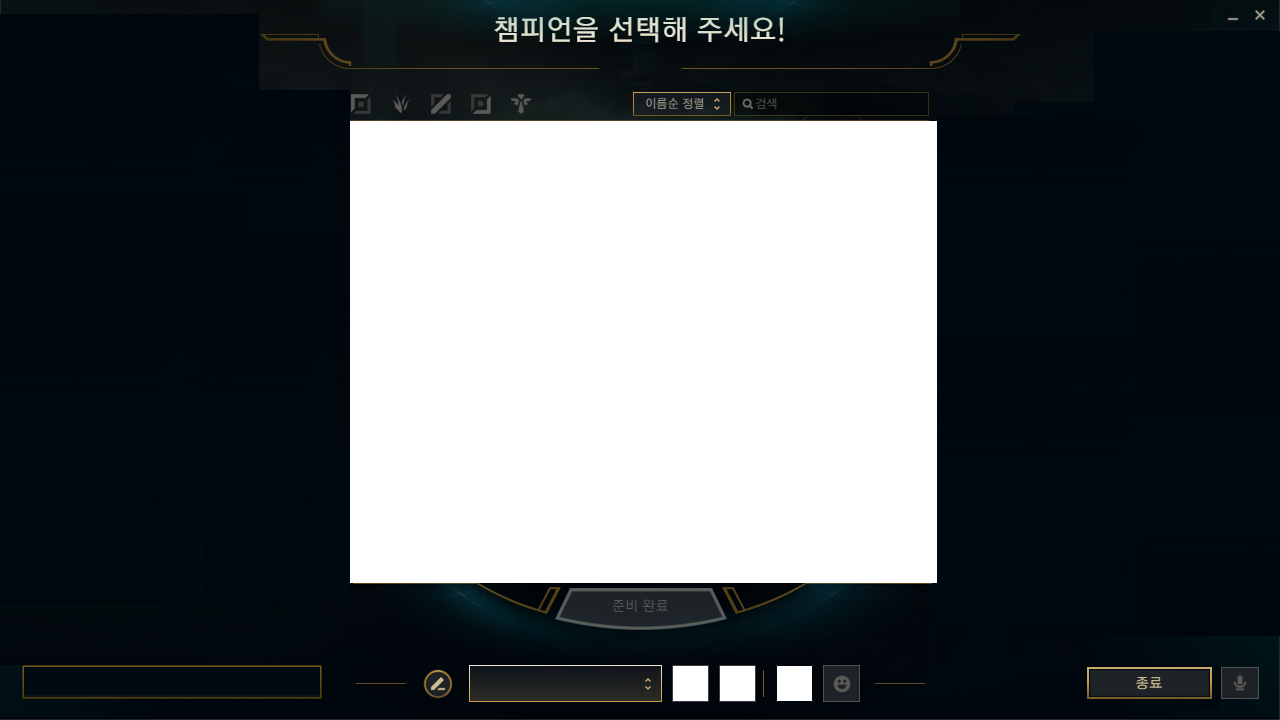 챔피언을 선택해 주세요!
이름순 정렬
검색
준비 완료
종료